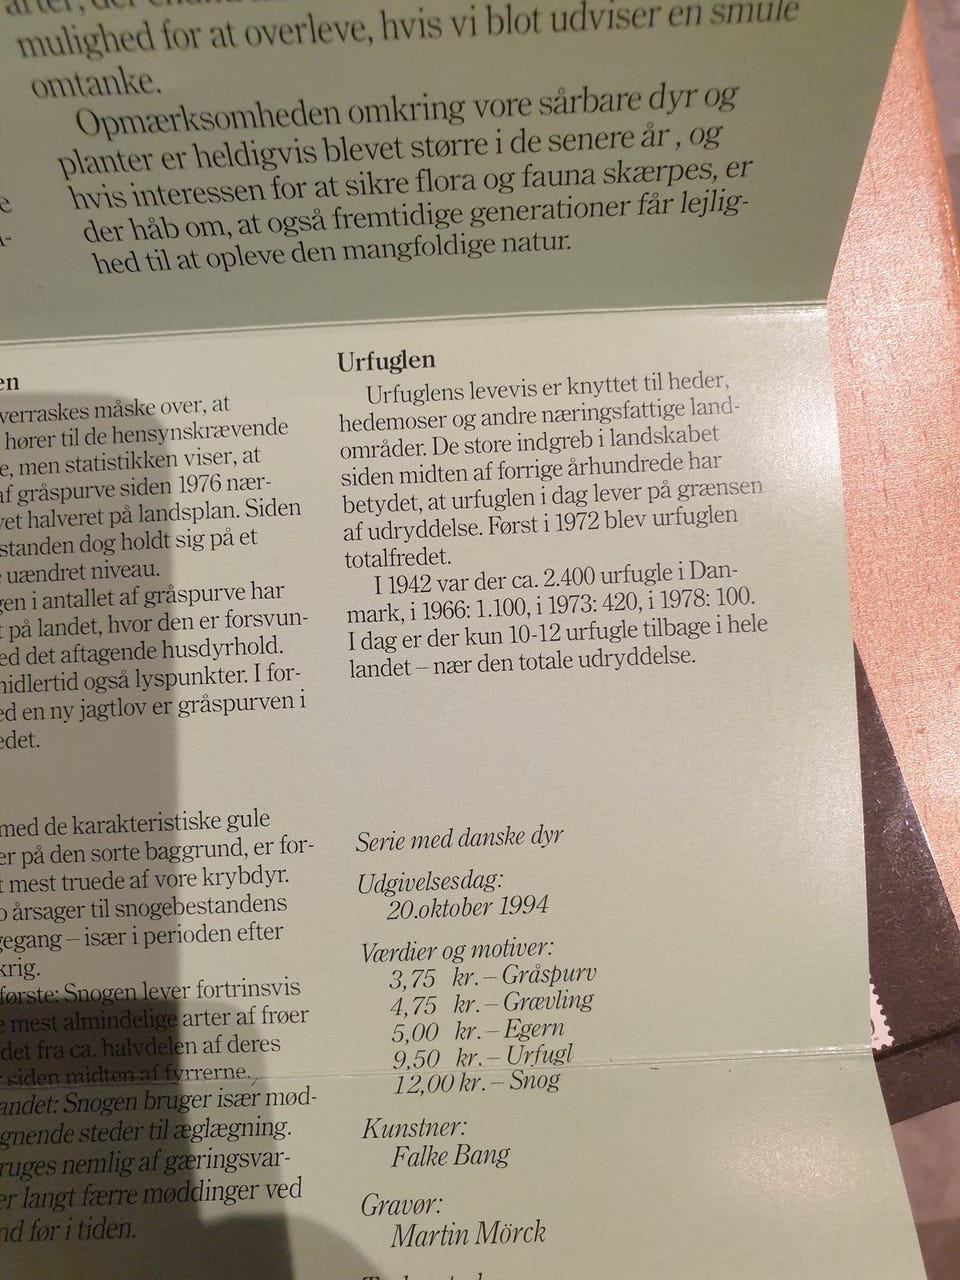 mulighed for at overleve, hvis vi blot udviser en smule
omtanke.
Opmærksomheden omkring vore sårbare dyr og
planter er heldigvis blevet større i de senere år , og
hvis interessen for at sikre flora og fauna skærpes, er
der håb om, at også fremtidige generationer får lejlig-
hed til at opleve den mangfoldige natur.
en
verraskes måske over, at
hører til de hensynskrævende
e, men statistikken viser, at
af gråspurve siden 1976 nær-
vet halveret på landsplan. Siden
standen dog holdt sig på et
uændret niveau.
gen i antallet af gråspurve har
t på landet, hvor den er forsvun-
ed det aftagende husdyrhold.
midlertid også lyspunkter. I for-
ed en ny jagtlov er gråspurven i
edet.
med de karakteristiske gule
er på den sorte baggrund, er for-
t mest truede af vore krybdyr.
o årsager til snogebestandens
gegang – især i perioden efter
krig.
første: Snogen lever fortrinsvis
e mest almindelige arter af frøer
det fra ca. halvdelen af deres
siden midten af fyrrerne.
andet: Snogen bruger især mød-
gnende steder til æglægning.
ruges nemlig af gæringsvar-
er langt færre møddinger ved
nd før i tiden.
Urfuglen
Urfuglens levevis er knyttet til heder,
hedemoser og andre næringsfattige land-
områder. De store indgreb i landskabet
siden midten af forrige århundrede har
betydet, at urfuglen i dag lever på grænsen
af udryddelse. Først i 1972 blev urfuglen
totalfredet.
I 1942 var der ca. 2.400 urfugle i Dan-
mark, i 1966: 1.100, i 1973: 420, i 1978: 100.
I dag er der kun 10-12 urfugle tilbage i hele
landet – nær den totale udryddelse.
Serie med danske dyr
Udgivelsesdag:
20.oktober 1994
Værdier og motiver:
3,75 kr. – Gråspurv
4,75 kr. – Grævling
5,00 kr. – Egern
9,50 kr. – Urfugl
12,00 kr. – Snog
Kunstner:
Falke Bang
Gravør:
Martin Mörck